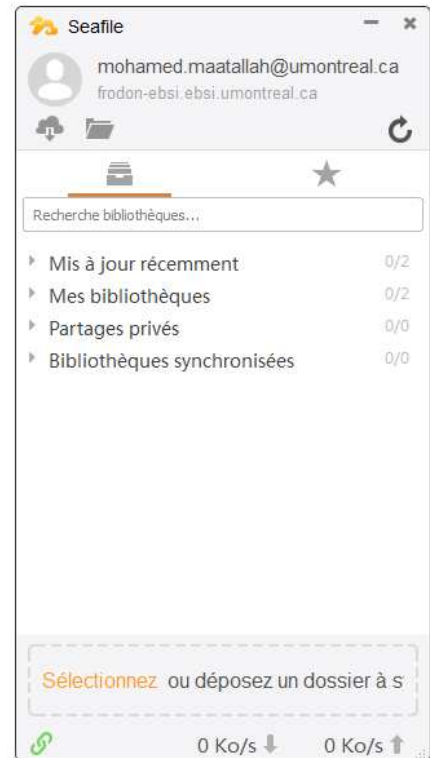 Seafile
mohamed.maatallah@umontreal.ca
frodon-ebsi.ebsi.umontreal.ca
Recherche bibliothèques...
Mis à jour récemment 0/2
Mes bibliothèques 0/2
Partages privés 0/0
Bibliothèques synchronisées 0/0
Sélectionnez ou déposez un dossier à s
0 Ko/s 0 Ko/s